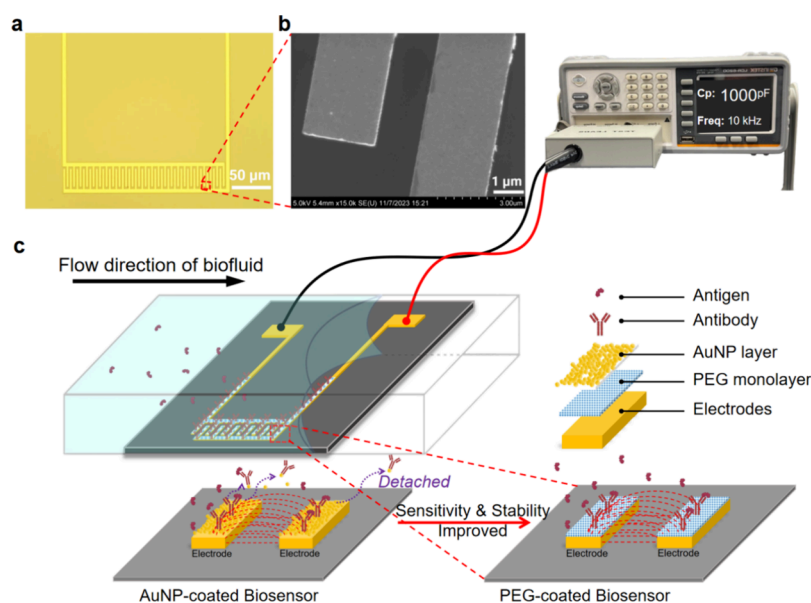 a
50 μm
b
1 μm
5.0kV 5.4mm x15.0k SE(U) 11/7/2023 15:21
3.00um
Cp: 1000pF
Freq: 10 kHz
c
Flow direction of biofluid
Antigen
Antibody
AuNP layer
PEG monolayer
Electrodes
Detached
Sensitivity & Stability
Improved
Electrode
Electrode
Electrode
Electrode
AuNP-coated Biosensor
PEG-coated Biosensor